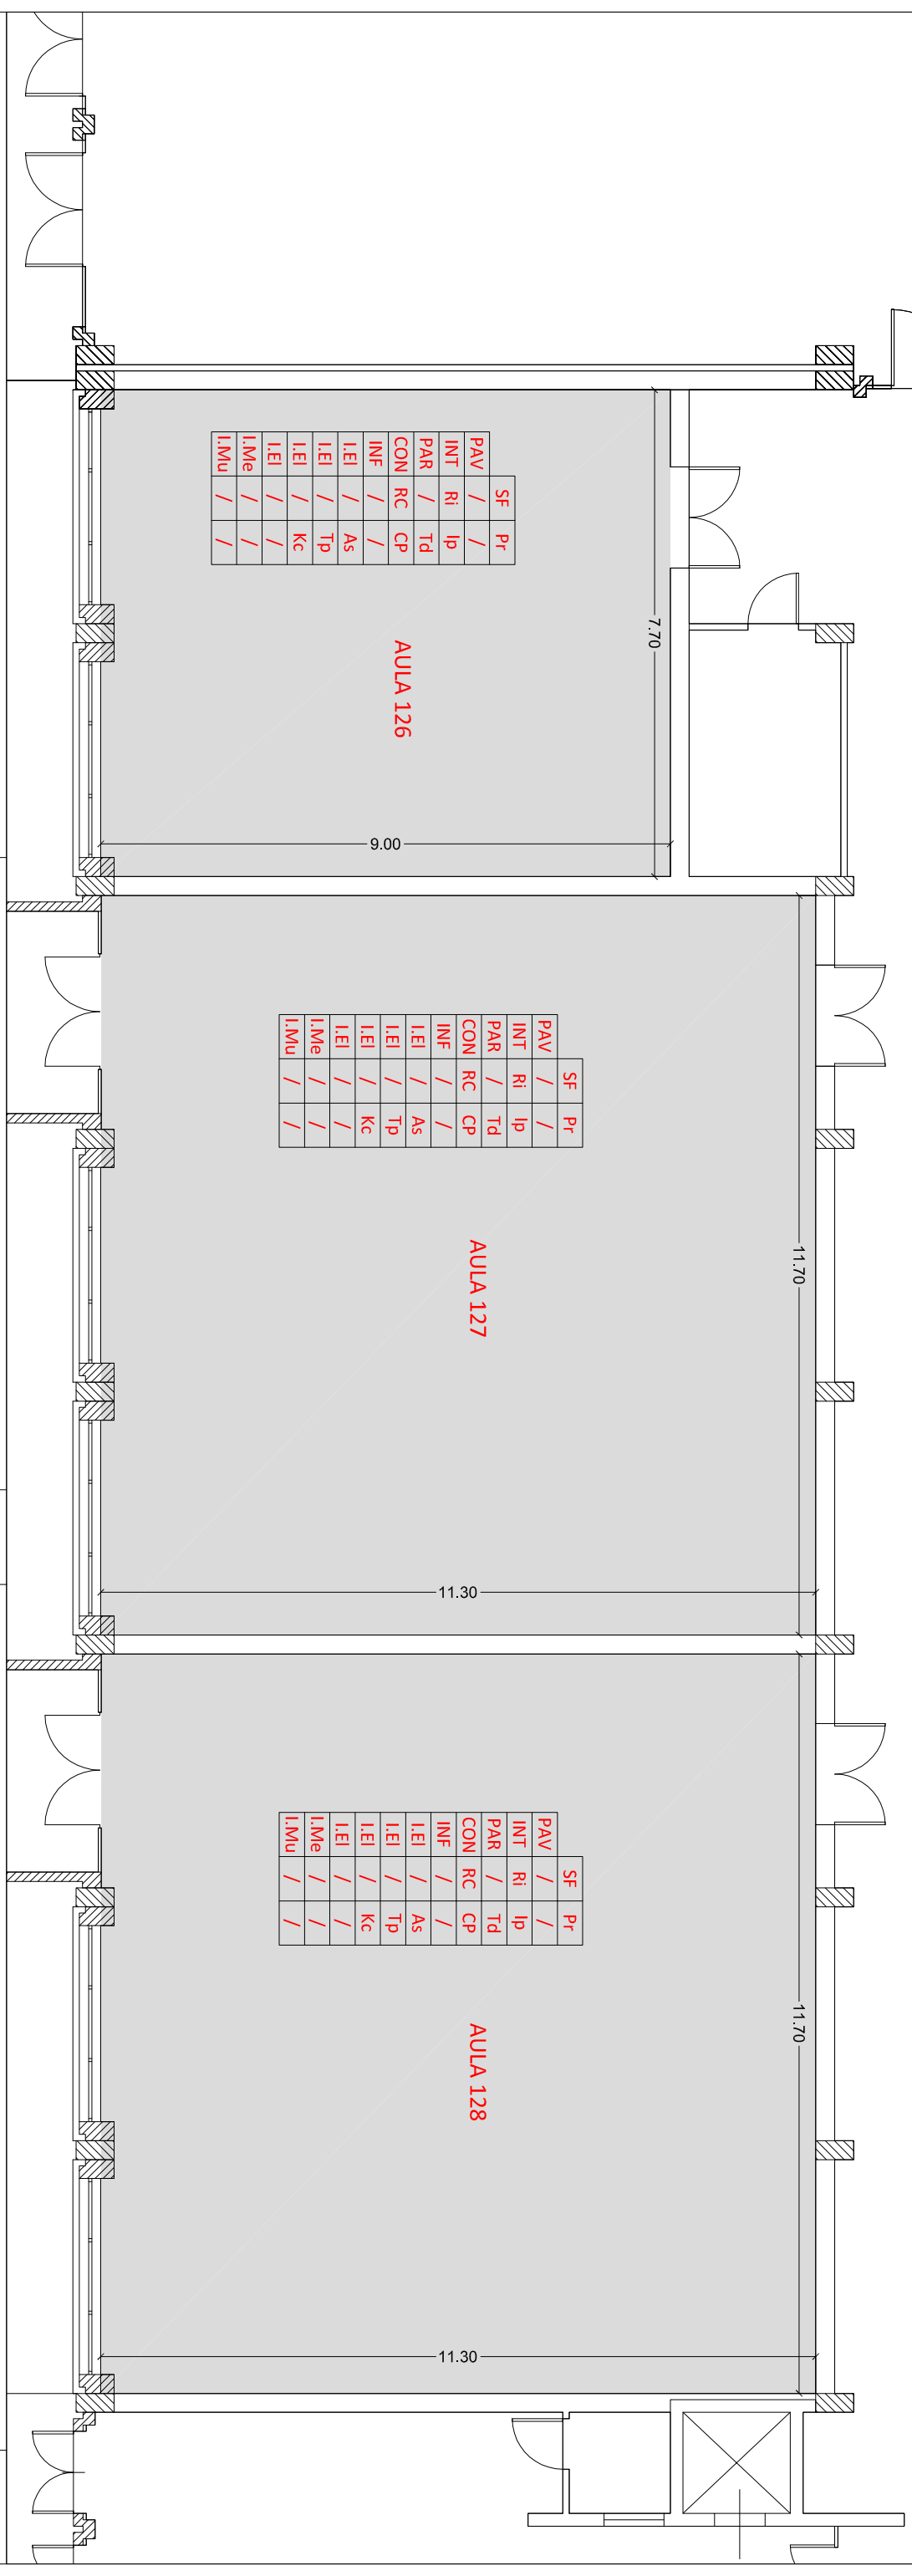 7.70
SF Pr
PAV / /
INT Ri Ip
PAR / Td
CON RC CP
INF / /
I.El / As
I.El / Tp
I.El / Kc
I.El / /
I.Me / /
I.Mu / /
AULA 126
9.00
11.70
SF Pr
PAV / /
INT Ri Ip
PAR / Td
CON RC CP
INF / /
I.El / As
I.El / Tp
I.El / Kc
I.El / /
I.Me / /
I.Mu / /
AULA 127
11.30
11.70
SF Pr
PAV / /
INT Ri Ip
PAR / Td
CON RC CP
INF / /
I.El / As
I.El / Tp
I.El / Kc
I.El / /
I.Me / /
I.Mu / /
AULA 128
11.30